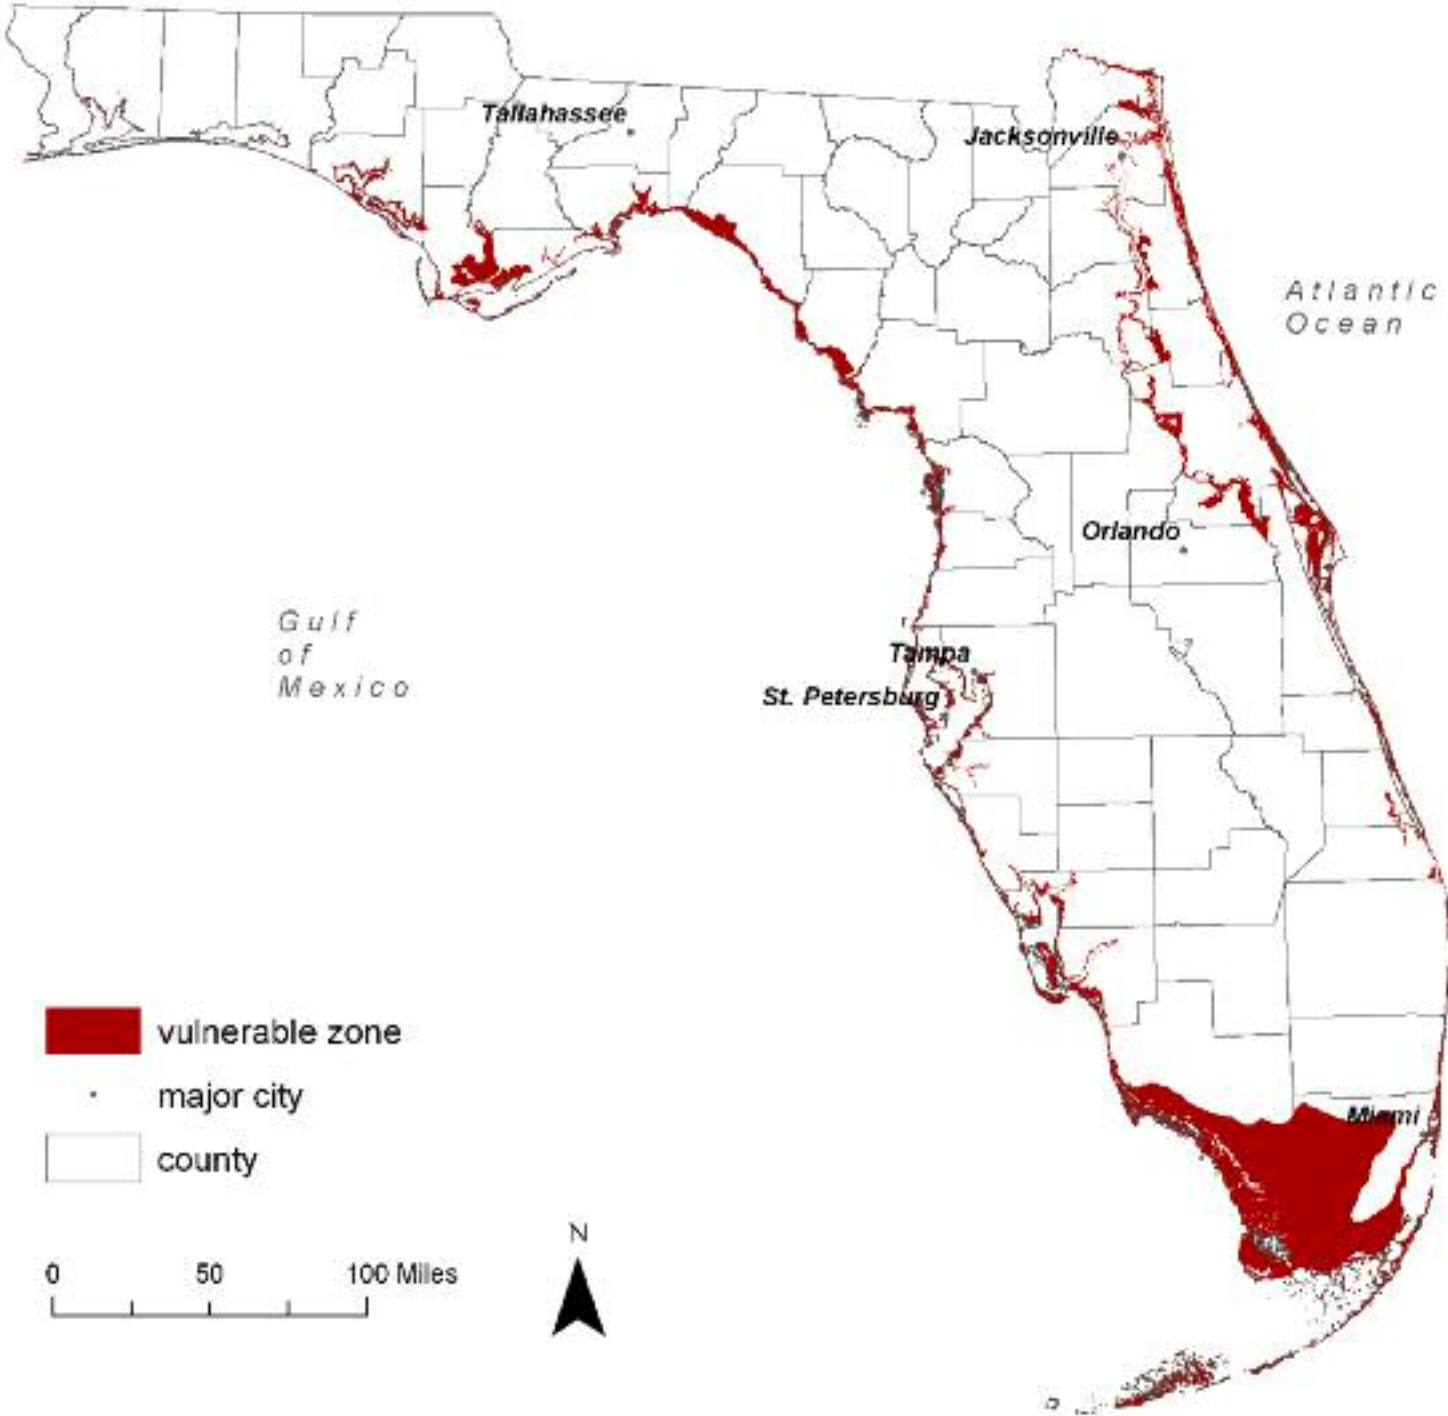 Tallahassee
Jacksonville
Atlantic
Ocean
Orlando
Gulf
of
Mexico
Tampa
St. Petersburg
vulnerable zone
major city
county
Miami
N
0 50 100 Miles